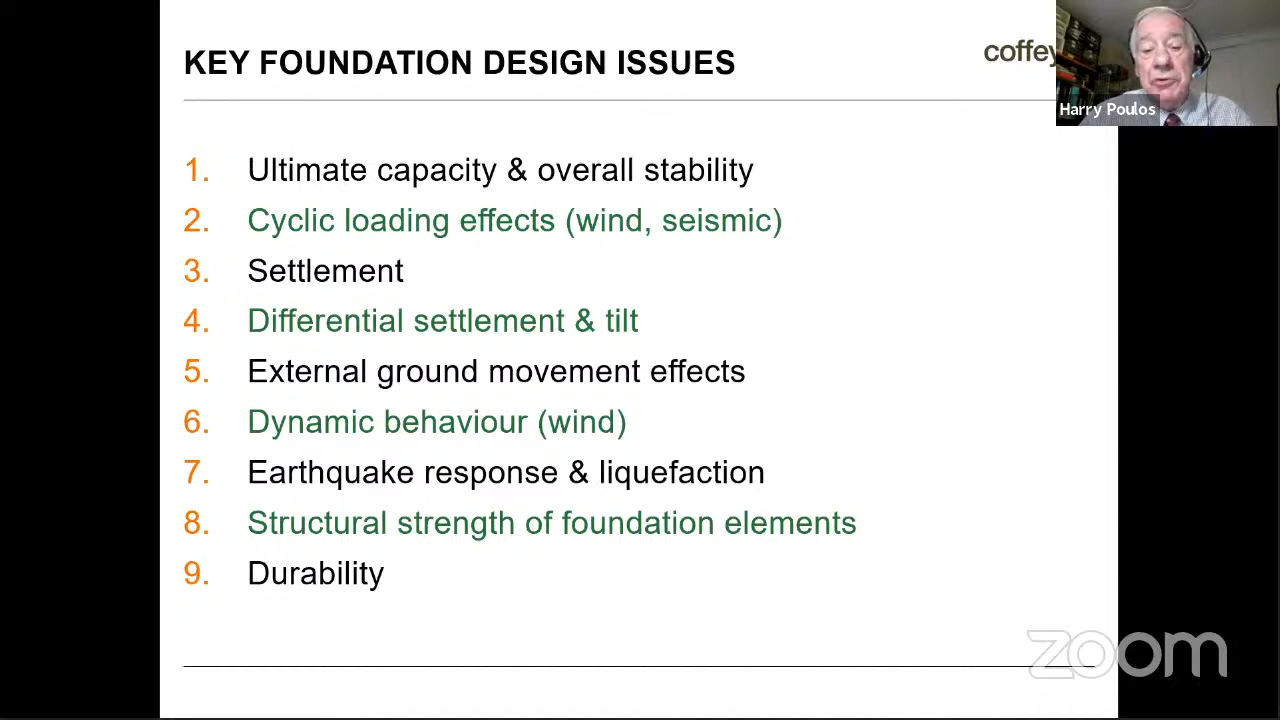 KEY FOUNDATION DESIGN ISSUES
coffey
Harry Poulos
1. Ultimate capacity & overall stability
2. Cyclic loading effects (wind, seismic)
3. Settlement
4. Differential settlement & tilt
5. External ground movement effects
6. Dynamic behaviour (wind)
7. Earthquake response & liquefaction
8. Structural strength of foundation elements
9. Durability
zoom